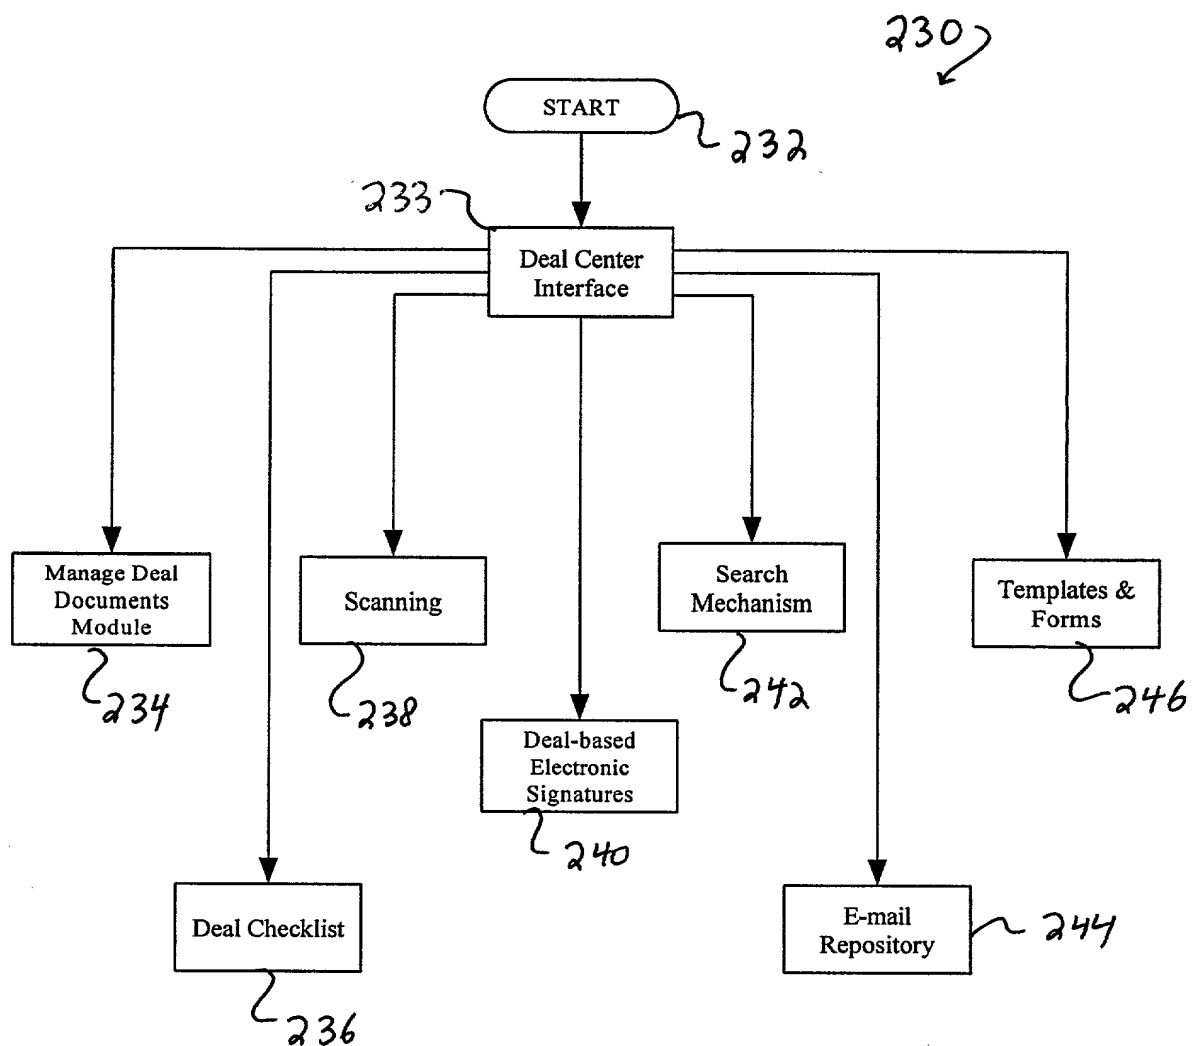 230
START
232
233
Deal Center
Interface
Manage Deal
Documents
Module
234
Scanning
238
Search
Mechanism
242
Templates &
Forms
246
Deal-based
Electronic
Signatures
240
Deal Checklist
236
E-mail
Repository
244